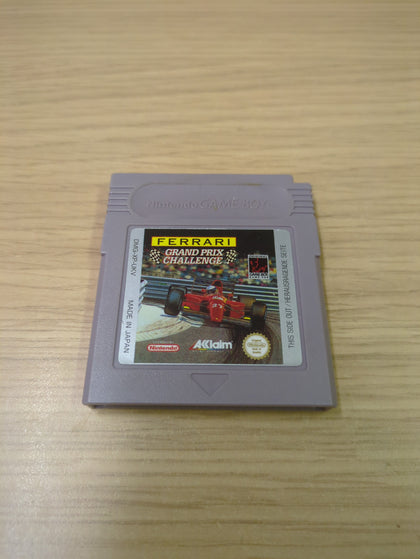 Nintendo GAME BOY
FERRARI
GRAND PRIX
CHALLENGE
DMG-XP-UKV
MADE IN JAPAN
THIS SIDE OUT / HERAUSRAGENDE SEITE
Nintendo
AKKlaim